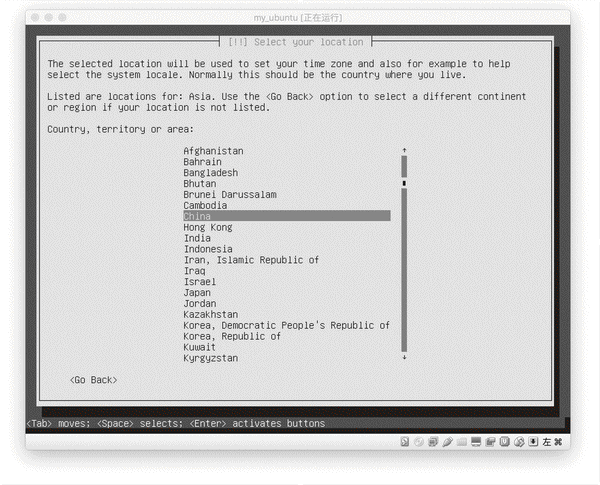 my_ubuntu [正在运行]
[!!] Select your location
The selected location will be used to set your time zone and also for example to help
select the system locale. Normally this should be the country where you live.
Listed are locations for: Asia. Use the <Go Back> option to select a different continent
or region if your location is not listed.
Country, territory or area:
Afghanistan
Bahrain
Bangladesh
Bhutan
Brunei Darussalam
Cambodia
China
Hong Kong
India
Indonesia
Iran, Islamic Republic of
Iraq
Israel
Japan
Jordan
Kazakhstan
Korea, Democratic People's Republic of
Korea, Republic of
Kuwait
Kyrgyzstan
<Go Back>
<Tab> moves; <Space> selects; <Enter> activates buttons
左 ⌘